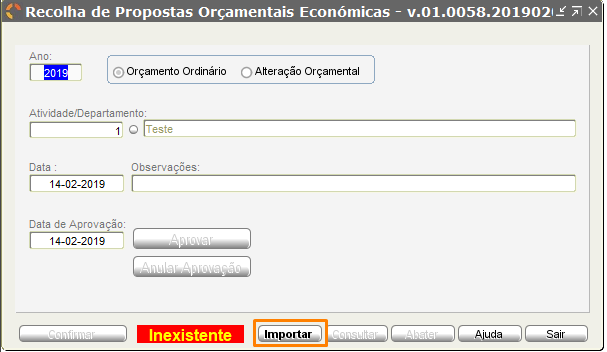 Recolha de Propostas Orçamentais Económicas - v.01.0058.201902
Ano:
2019
Orçamento Ordinário Alteração Orçamental
Atividade/Departamento:
1 Teste
Data : Observações:
14-02-2019
Data de Aprovação:
14-02-2019 Aprovar
Anular Aprovação
Confirmar Inexistente Importar Consultar Abater Ajuda Sair